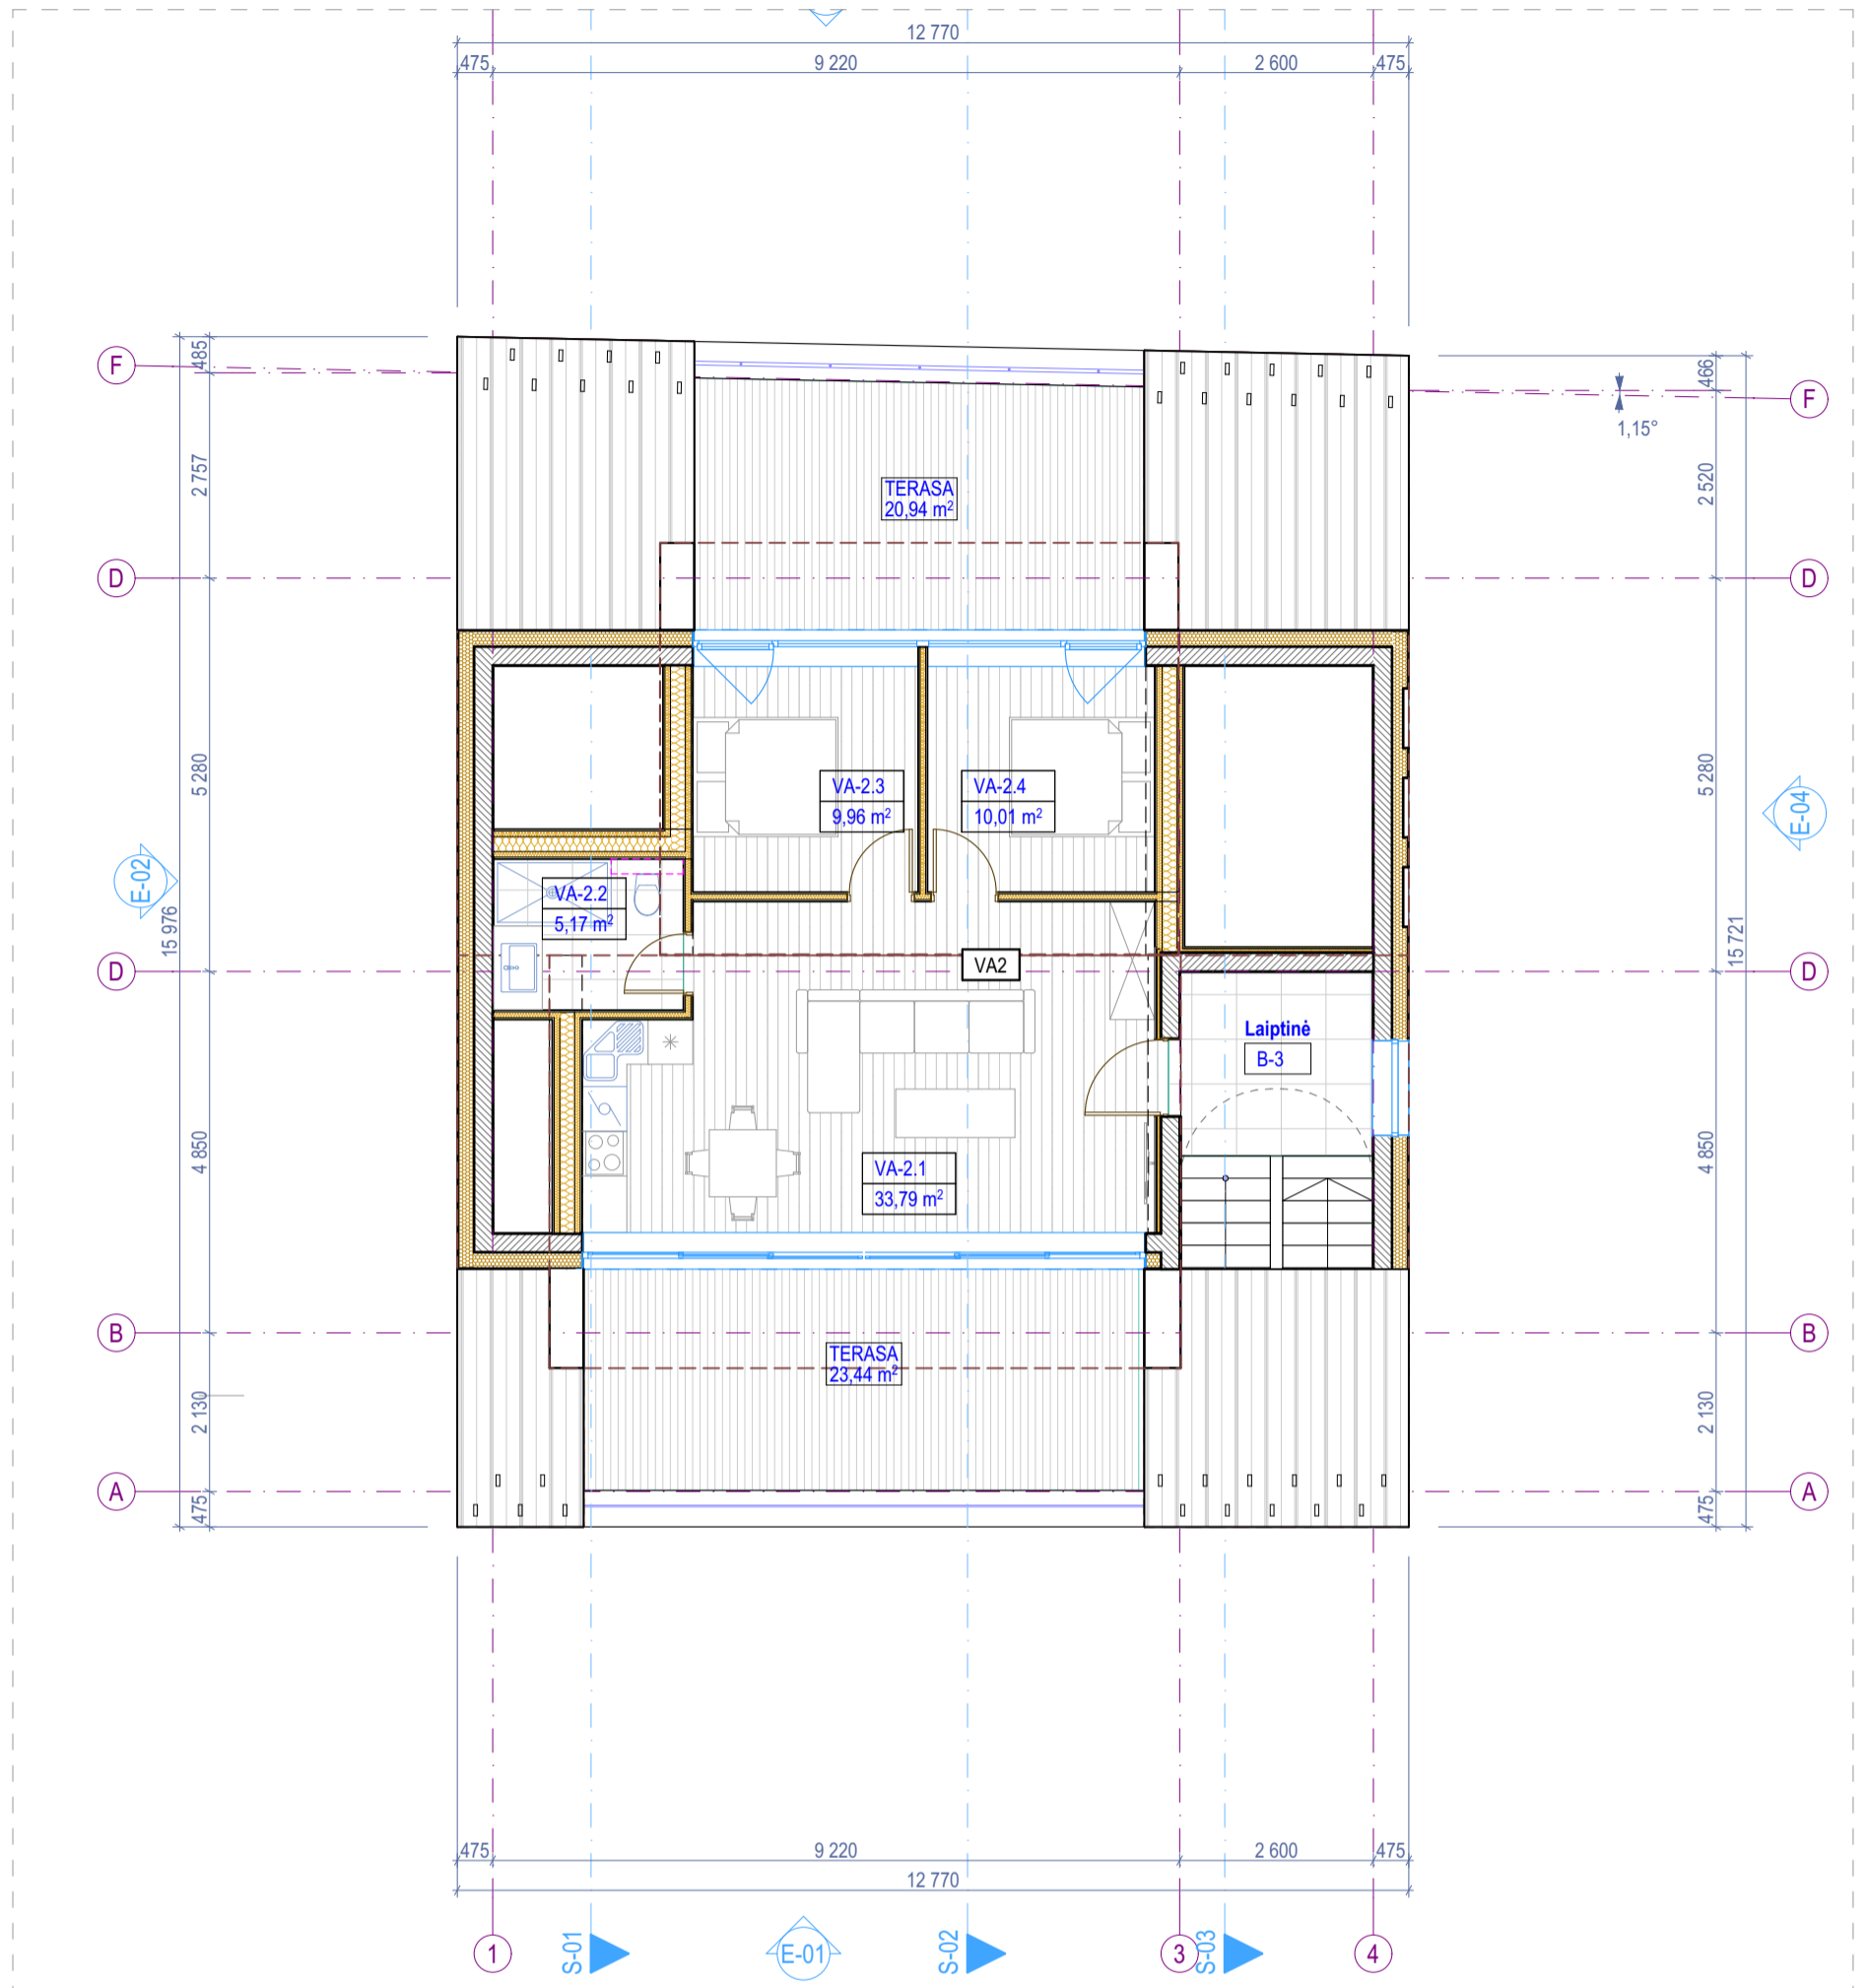 12 770
475
9 220
2 600
475
F
485
466
F
1,15°
2 757
2 520
TERASA
20,94 m²
D
D
5 280
5 280
VA-2.3
9,96 m²
VA-2.4
10,01 m²
E-04
E-02
VA-2.2
5,17 m²
15 976
15 721
D
VA2
D
Laiptinė
B-3
4 850
4 850
VA-2.1
33,79 m²
B
B
TERASA
23,44 m²
2 130
2 130
A
A
475
475
475
9 220
2 600
475
12 770
1
S-01
E-01
S-02
3
S-03
4